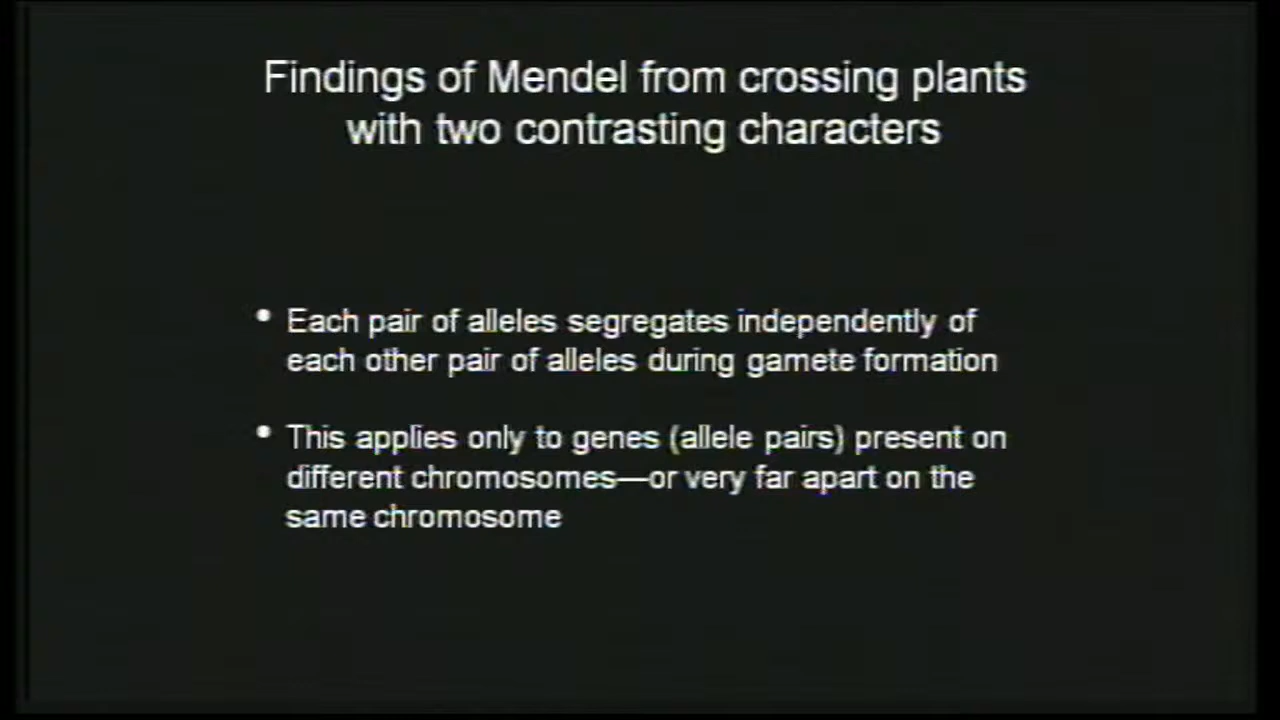 Findings of Mendel from crossing plants
with two contrasting characters
• Each pair of alleles segregates independently of
each other pair of alleles during gamete formation
• This applies only to genes (allele pairs) present on
different chromosomes—or very far apart on the
same chromosome